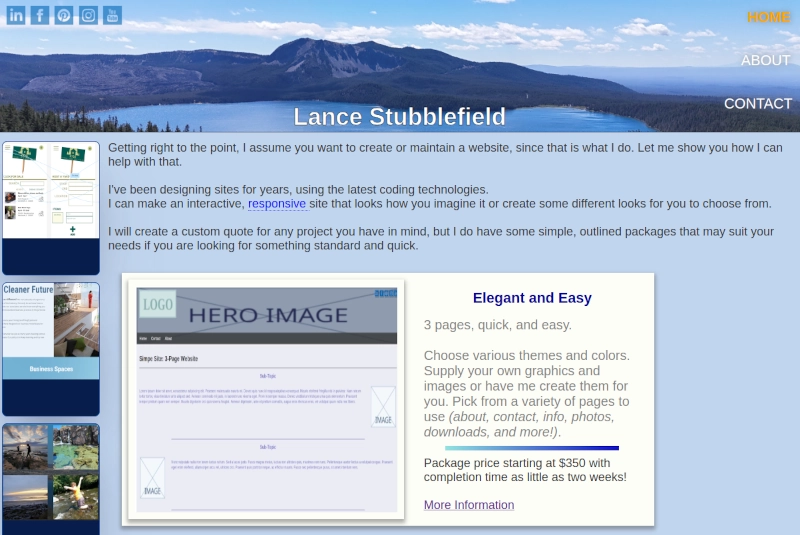 HOME
ABOUT
CONTACT
Lance Stubblefield
Getting right to the point, I assume you want to create or maintain a website, since that is what I do. Let me show you how I can
help with that.
I've been designing sites for years, using the latest coding technologies.
I can make an interactive, responsive site that looks how you imagine it or create some different looks for you to choose from.
I will create a custom quote for any project you have in mind, but I do have some simple, outlined packages that may suit your
needs if you are looking for something standard and quick.
Cleaner Future
Business Spaces
LOGO
HERO IMAGE
Home Contact About
Simpe Site: 3-Page Website
Sub-Topic
IMAGE
Sub-Topic
IMAGE
Elegant and Easy
3 pages, quick, and easy.
Choose various themes and colors.
Supply your own graphics and
images or have me create them for
you. Pick from a variety of pages to
use (about, contact, info, photos,
downloads, and more!).
Package price starting at $350 with
completion time as little as two weeks!
More Information